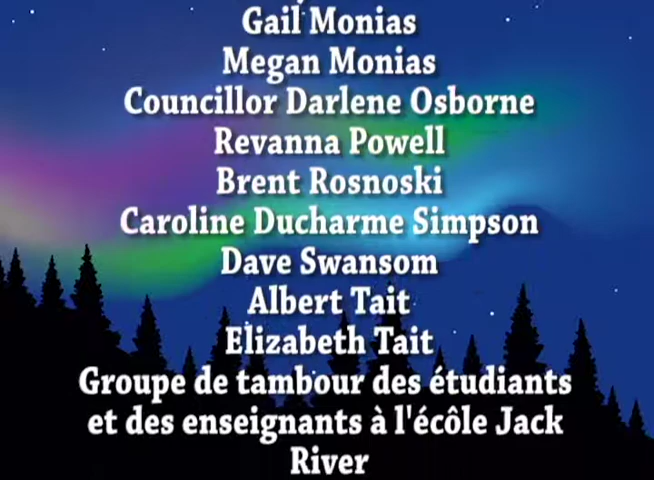 Gail Monias
Megan Monias
Councillor Darlene Osborne
Revanna Powell
Brent Rosnoski
Caroline Ducharme Simpson
Dave Swansom
Albert Tait
Elizabeth Tait
Groupe de tambour des étudiants
et des enseignants à l'écôle Jack
River